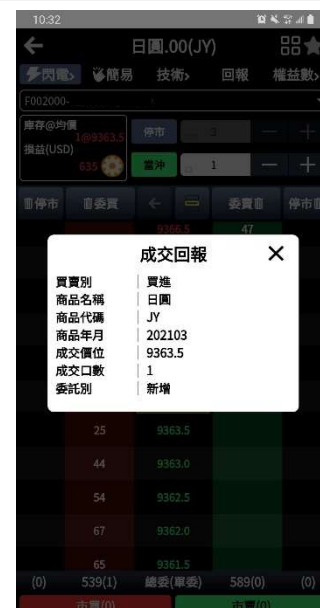 10:32
日圓.00(JY)
閃電› 簡易 技術› 回報 權益數›
F002000-
庫存@均價 1@9363.5 停市 3
損益(USD) 635 當沖 1
停市 委買 委賣 停市
9366.5 47
成交回報
買賣別 買進
商品名稱 日圓
商品代碼 JY
商品年月 202103
成交價位 9363.5
成交口數 1
委託別 新增
25 9363.5
44 9363.0
54 9362.5
67 9362.0
65 9361.5
(0) 539(1) 總委(單委) 589(0) (0)
市買(0) 市賣(0)